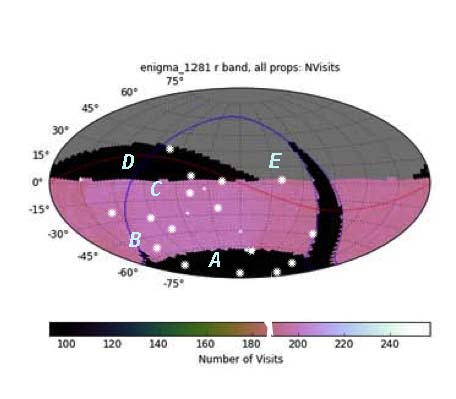 enigma_1281 r band, all props: NVisits
75°
60°
45°
30°
15°
0°
-15°
-30°
-45°
-60°
-75°
D
E
C
B
A
100 120 140 160 180 200 220 240
Number of Visits